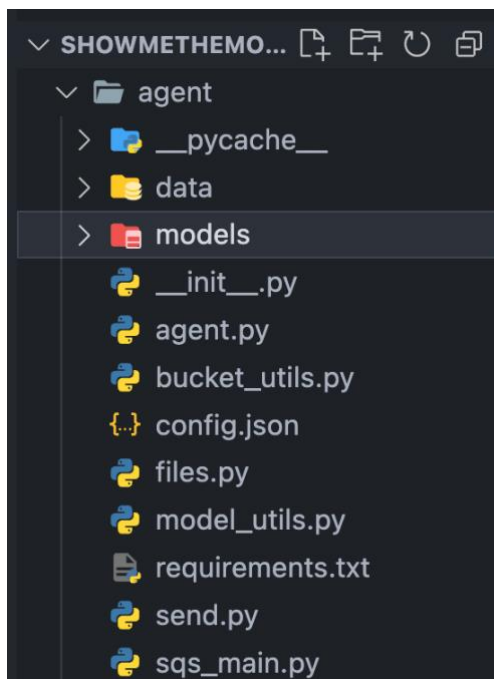 SHOWMETHEMO...
agent
__pycache__
data
models
__init__.py
agent.py
bucket_utils.py
{..} config.json
files.py
model_utils.py
requirements.txt
send.py
sqs_main.py